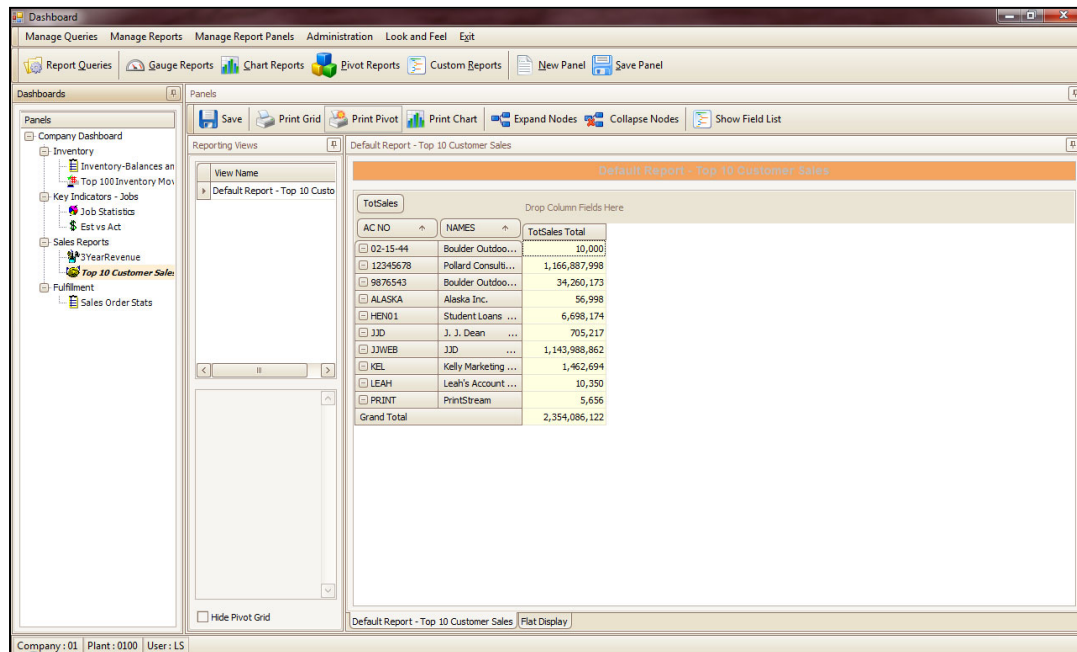 Dashboard
Manage Queries Manage Reports Manage Report Panels Administration Look and Feel Exit
Report Queries Gauge Reports Chart Reports Pivot Reports Custom Reports New Panel Save Panel
Dashboards
Panels
Company Dashboard
Inventory
Inventory-Balances an
Top 100 Inventory Mov
Key Indicators - Jobs
Job Statistics
Est vs Act
Sales Reports
3YearRevenue
Top 10 Customer Sales
Fulfilment
Sales Order Stats
Panels
Save Print Grid Print Pivot Print Chart Expand Nodes Collapse Nodes Show Field List
Reporting Views
View Name
Default Report - Top 10 Custo
Hide Pivot Grid
Default Report - Top 10 Customer Sales
Default Report - Top 10 Customer Sales
TotSales Drop Column Fields Here
AC NO NAMES TotSales Total
02-15-44 Boulder Outdoo... 10,000
12345678 Pollard Consulti... 1,166,887,998
9876543 Boulder Outdoo... 34,260,173
ALASKA Alaska Inc. 56,998
HEN01 Student Loans ... 6,698,174
JJD J. J. Dean ... 705,217
JJWEB JJD ... 1,143,988,862
KEL Kelly Marketing ... 1,462,694
LEAH Leah's Account ... 10,350
PRINT PrintStream 5,656
Grand Total 2,354,086,122
Default Report - Top 10 Customer Sales Flat Display
Company : 01 Plant : 0100 User : LS